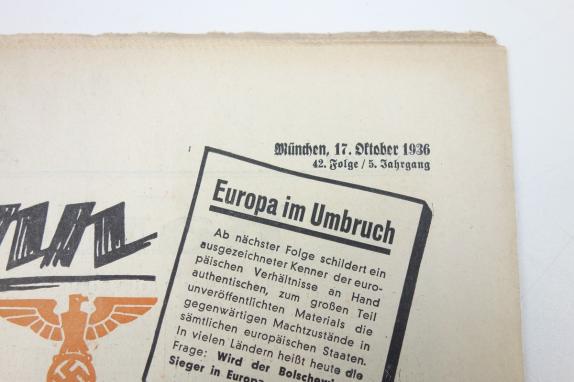 München, 17. Oktober 1936
42. Folge / 5. Jahrgang
Europa im Umbruch
Ab nächster Folge schildert ein
ausgezeichneter Kenner der euro-
päischen Verhältnisse an Hand
authentischen, zum großen Teil
unveröffentlichten Materials die
gegenwärtigen Machtzustände in
sämtlichen europäischen Staaten.
In vielen Ländern heißt heute die
Frage: Wird der
Sieger in Europa